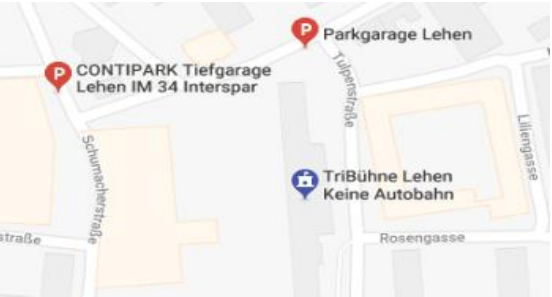 Parkgarage Lehen
CONTIPARK Tiefgarage
Lehen IM 34 Interspar
Tulpenstraße
Liliengasse
Schumacherstraße
TriBühne Lehen
Keine Autobahn
straße
Rosengasse